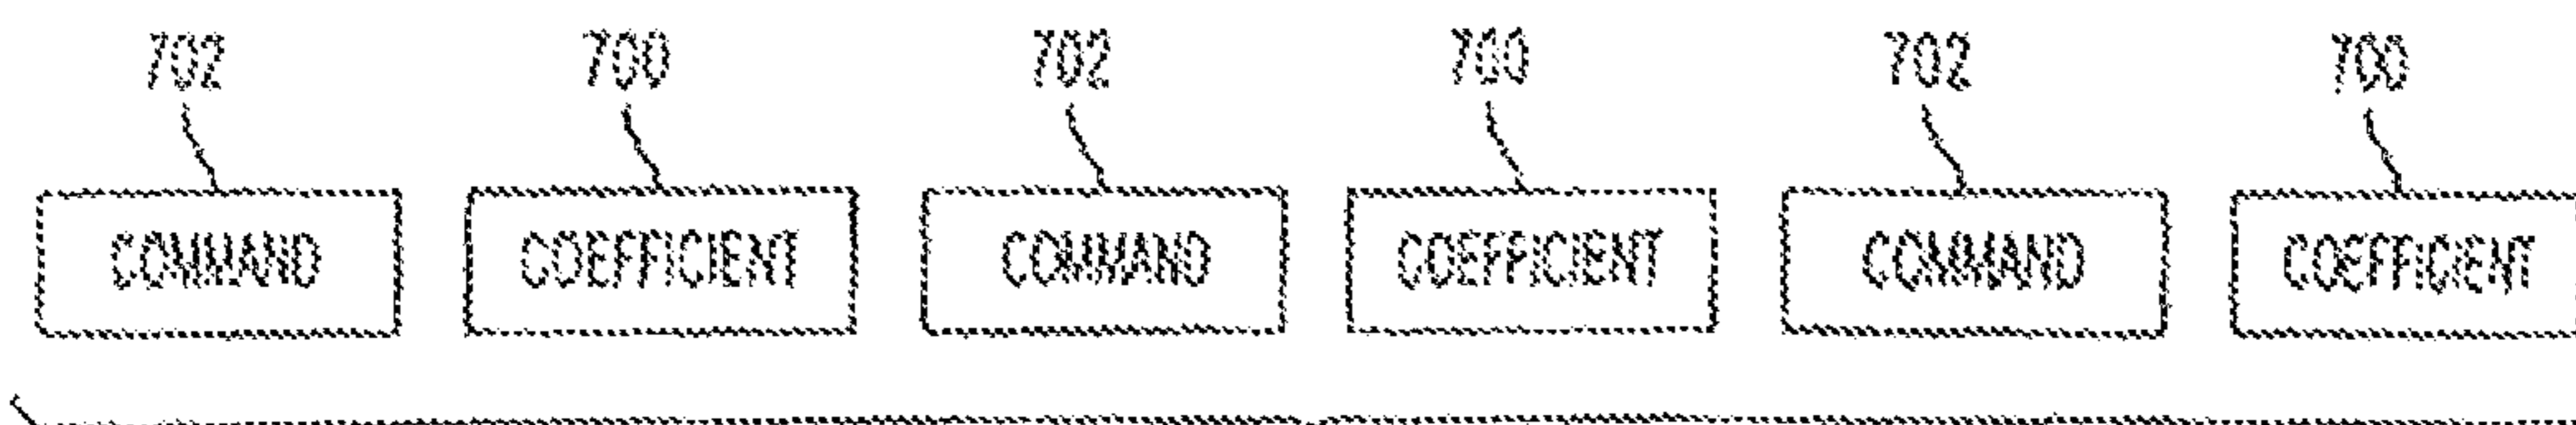 702 700 702 700 702 700
COMMAND COEFFICIENT COMMAND COEFFICIENT COMMAND COEFFICIENT